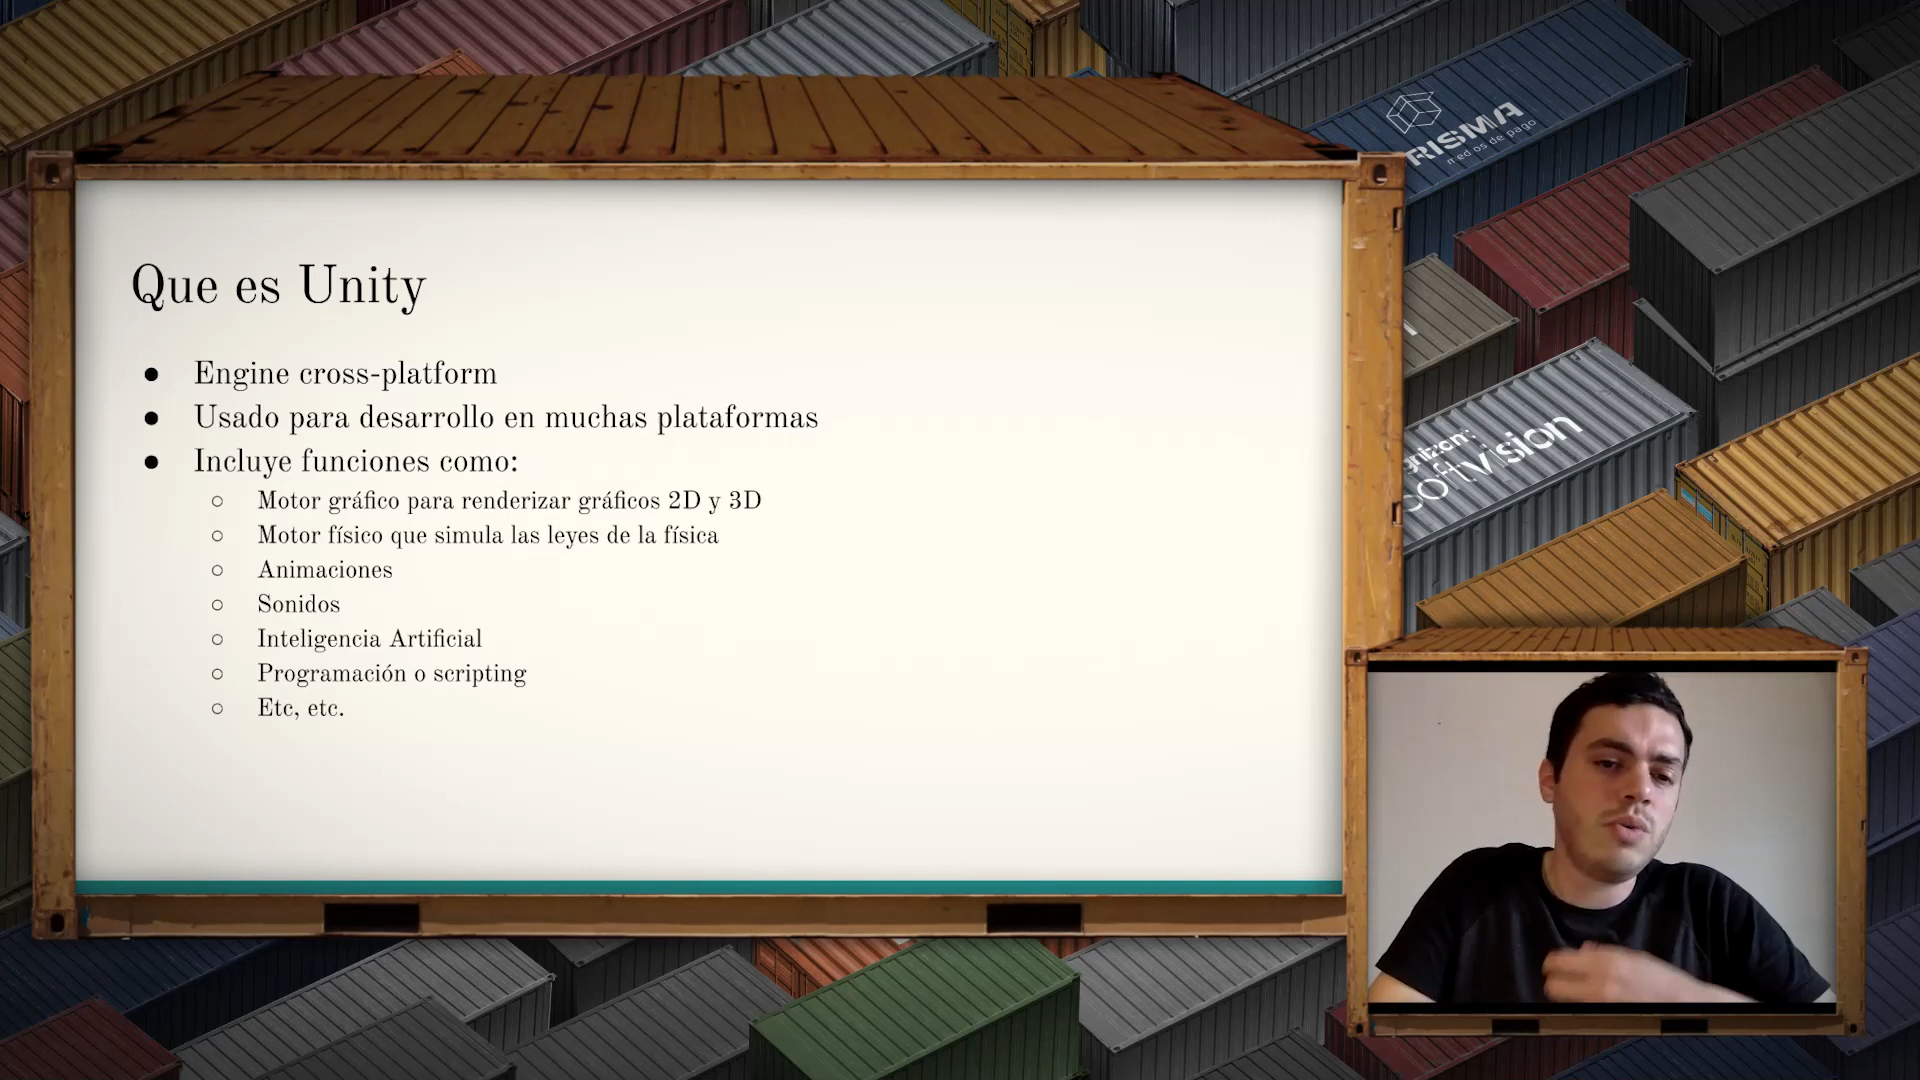 Que es Unity
● Engine cross-platform
● Usado para desarrollo en muchas plataformas
● Incluye funciones como:
○ Motor gráfico para renderizar gráficos 2D y 3D
○ Motor físico que simula las leyes de la física
○ Animaciones
○ Sonidos
○ Inteligencia Artificial
○ Programación o scripting
○ Etc, etc.
RISMA
medios de pago
gnizant
softvision